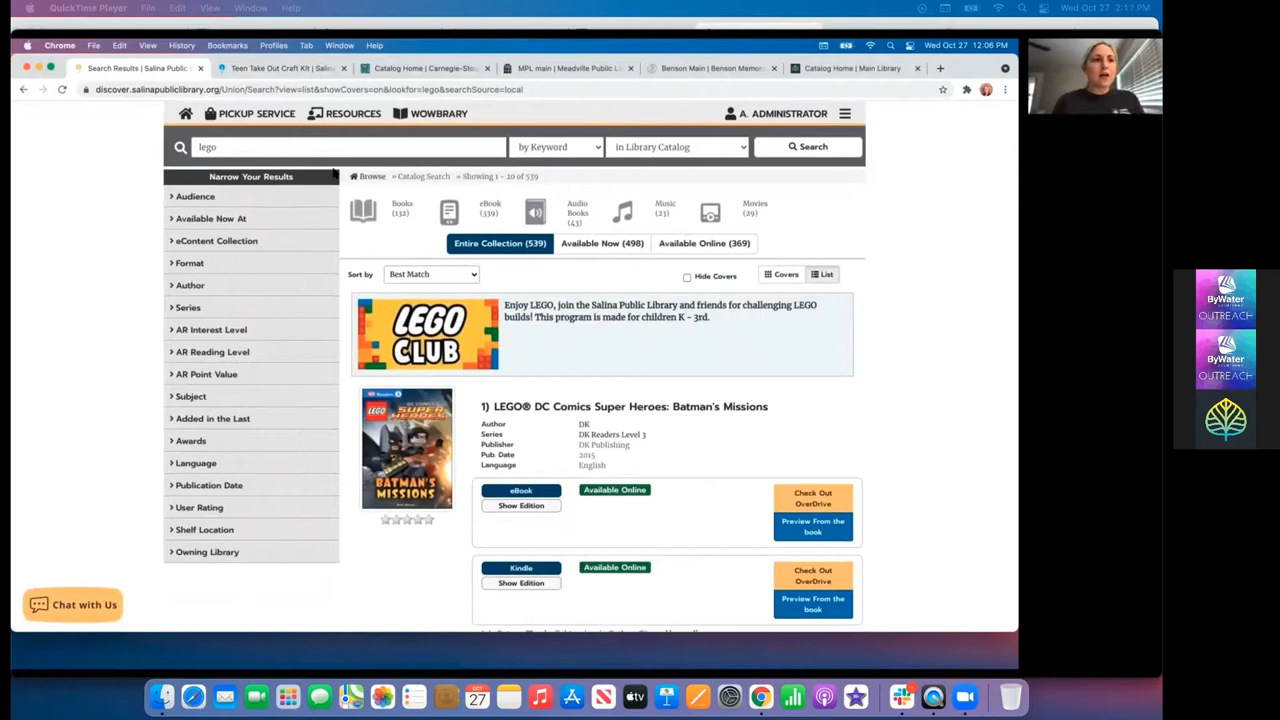 QuickTime Player File Edit View Window Help
Chrome File Edit View History Bookmarks Profiles Tab Window Help
Wed Oct 27 12:06 PM
Search Results | Salina Public
Teen Take Out Craft Kit | Salin
Catalog Home | Carnegie-Stou
MPL main | Meadville Public Li
Benson Main | Benson Memor
Catalog Home | Main Library
discover.salinapubliclibrary.org/Union/Search?view=list&showCovers=on&lookfor=lego&searchSource=local
PICKUP SERVICE RESOURCES WOWBRARY A. ADMINISTRATOR
lego by Keyword in Library Catalog Search
Narrow Your Results
Audience
Available Now At
eContent Collection
Format
Author
Series
AR Interest Level
AR Reading Level
AR Point Value
Subject
Added in the Last
Awards
Language
Publication Date
User Rating
Shelf Location
Owning Library
Browse » Catalog Search » Showing 1 - 20 of 539
Books
(132)
eBook
(339)
Audio
Books
(43)
Music
(23)
Movies
(29)
Entire Collection (539) Available Now (498) Available Online (369)
Sort by Best Match Hide Covers Covers List
LEGO
CLUB
Enjoy LEGO, join the Salina Public Library and friends for challenging LEGO
builds! This program is made for children K - 3rd.
LEGO
SUPER
HEROES
BATMAN'S
MISSIONS
1) LEGO® DC Comics Super Heroes: Batman's Missions
Author DK
Series DK Readers Level 3
Publisher DK Publishing
Pub. Date 2015
Language English
eBook
Show Edition
Available Online
Check Out
OverDrive
Preview From the
book
Kindle
Show Edition
Available Online
Check Out
OverDrive
Preview From the
book
Chat with Us
ByWater
SOLUTIONS
OUTREACH
ByWater
SOLUTIONS
OUTREACH
OCT
27
tv